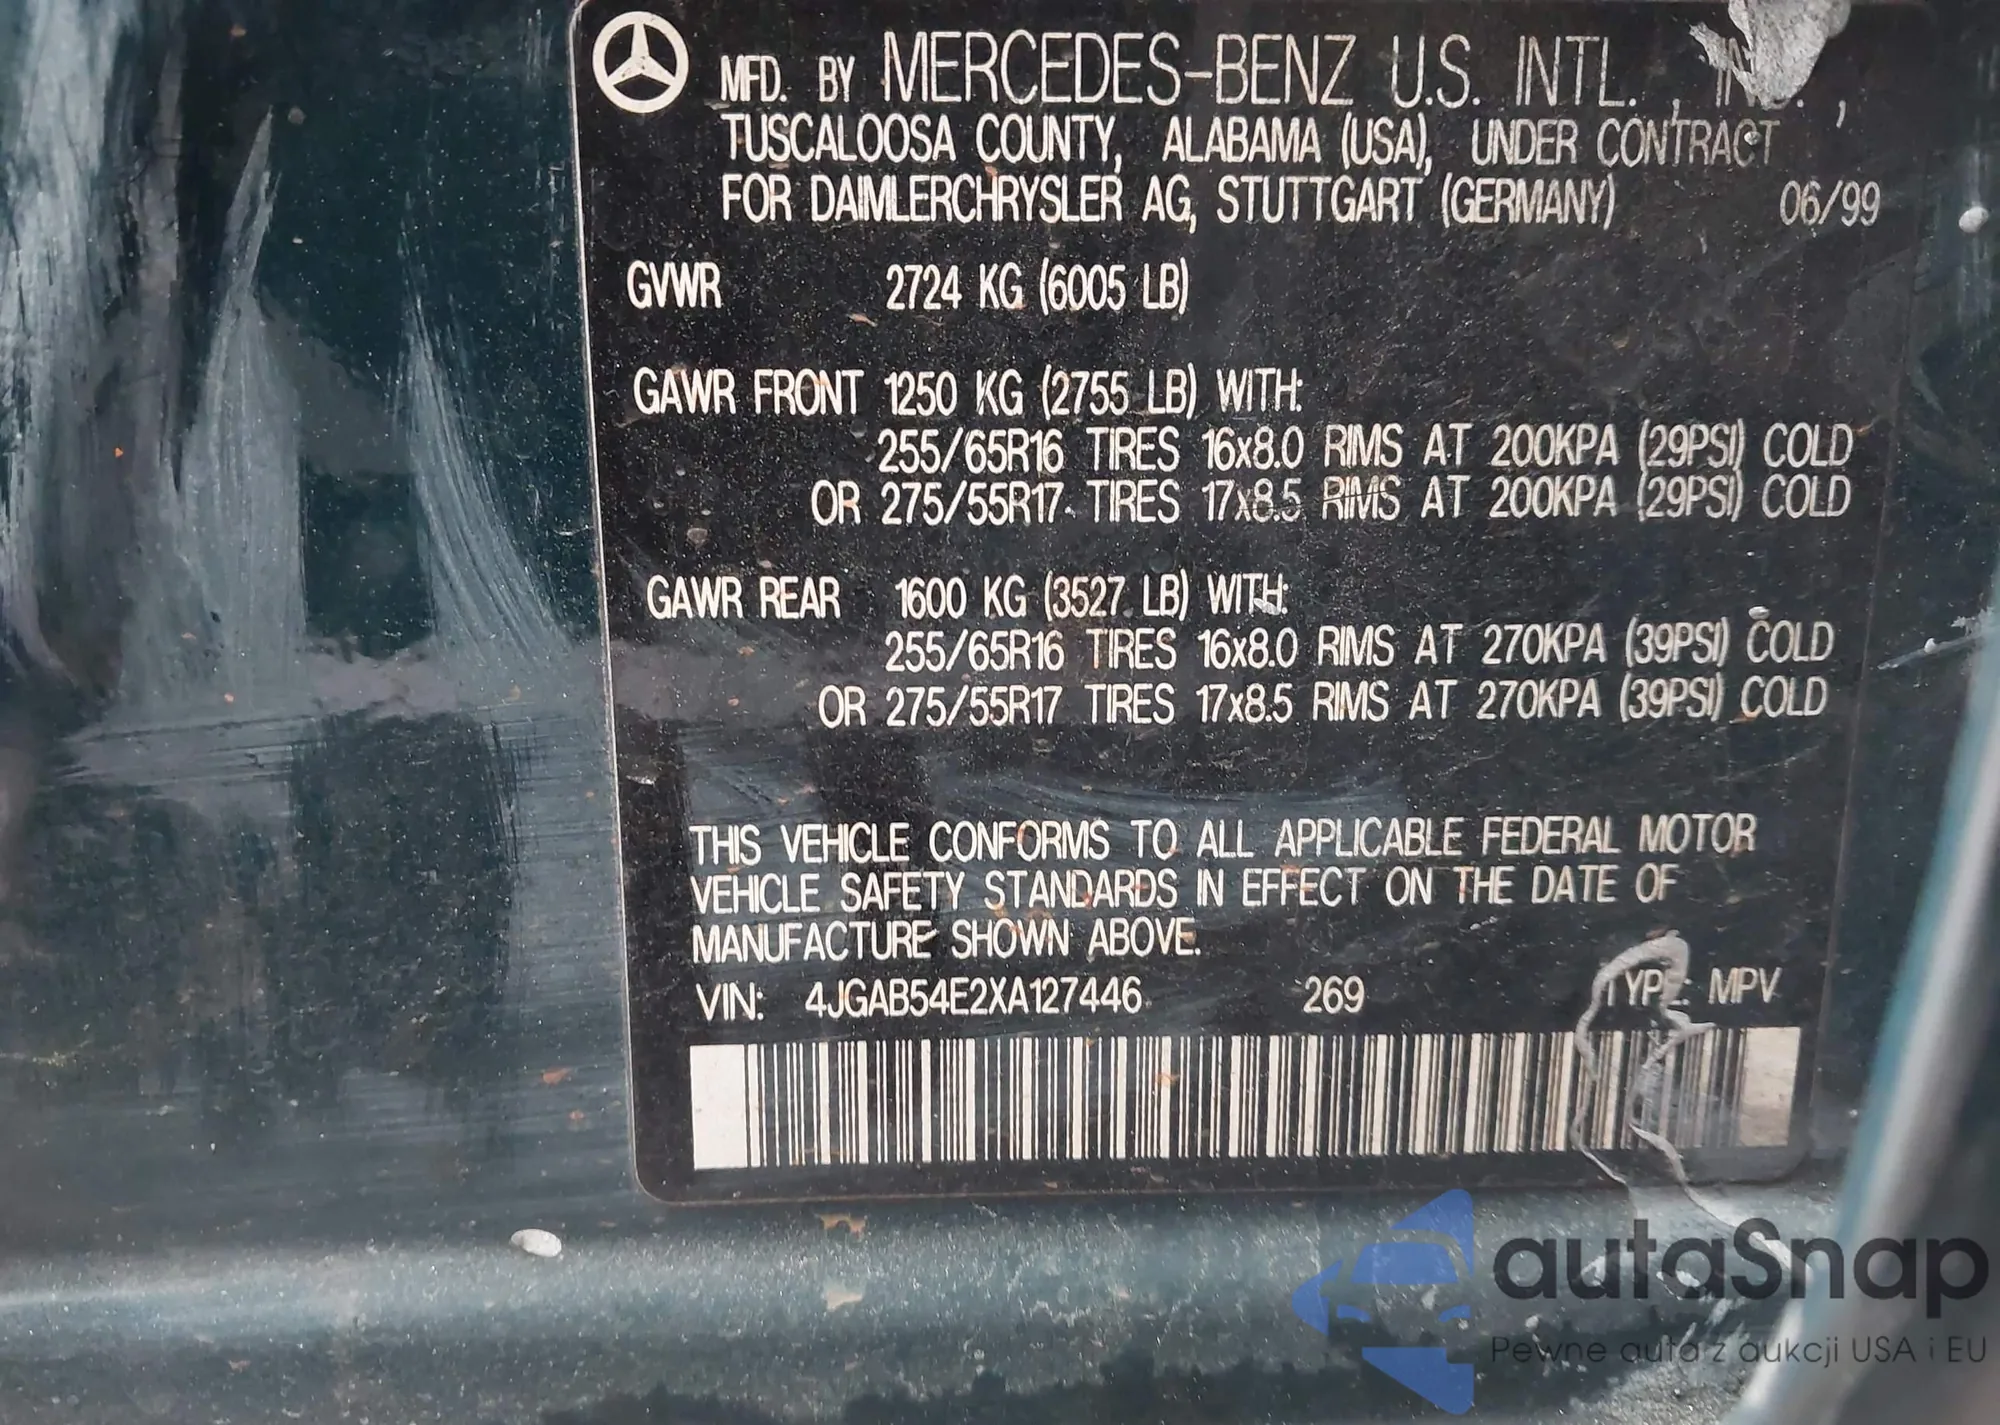 MFD. BY MERCEDES-BENZ U.S. INTL., INC.,
TUSCALOOSA COUNTY, ALABAMA (USA), UNDER CONTRACT
FOR DAIMLERCHRYSLER AG, STUTTGART (GERMANY) 06/99
GVWR 2724 KG (6005 LB)
GAWR FRONT 1250 KG (2755 LB) WITH:
255/65R16 TIRES 16x8.0 RIMS AT 200KPA (29PSI) COLD
OR 275/55R17 TIRES 17x8.5 RIMS AT 200KPA (29PSI) COLD
GAWR REAR 1600 KG (3527 LB) WITH:
255/65R16 TIRES 16x8.0 RIMS AT 270KPA (39PSI) COLD
OR 275/55R17 TIRES 17x8.5 RIMS AT 270KPA (39PSI) COLD
THIS VEHICLE CONFORMS TO ALL APPLICABLE FEDERAL MOTOR
VEHICLE SAFETY STANDARDS IN EFFECT ON THE DATE OF
MANUFACTURE SHOWN ABOVE.
VIN: 4JGAB54E2XA127446 269 TYPE: MPV
autaSnap
Pewne auta z aukcji USA i EU